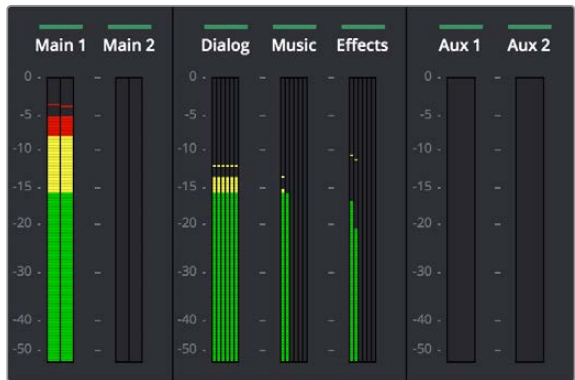 Main 1 Main 2 Dialog Music Effects Aux 1 Aux 2
0 - 0 - 0 -
-5 - -5 - -5 -
-10 - -10 - -10 -
-15 - -15 - -15 -
-20 - -20 - -20 -
-30 - -30 - -30 -
-40 - -40 - -40 -
-50 - -50 - -50 -